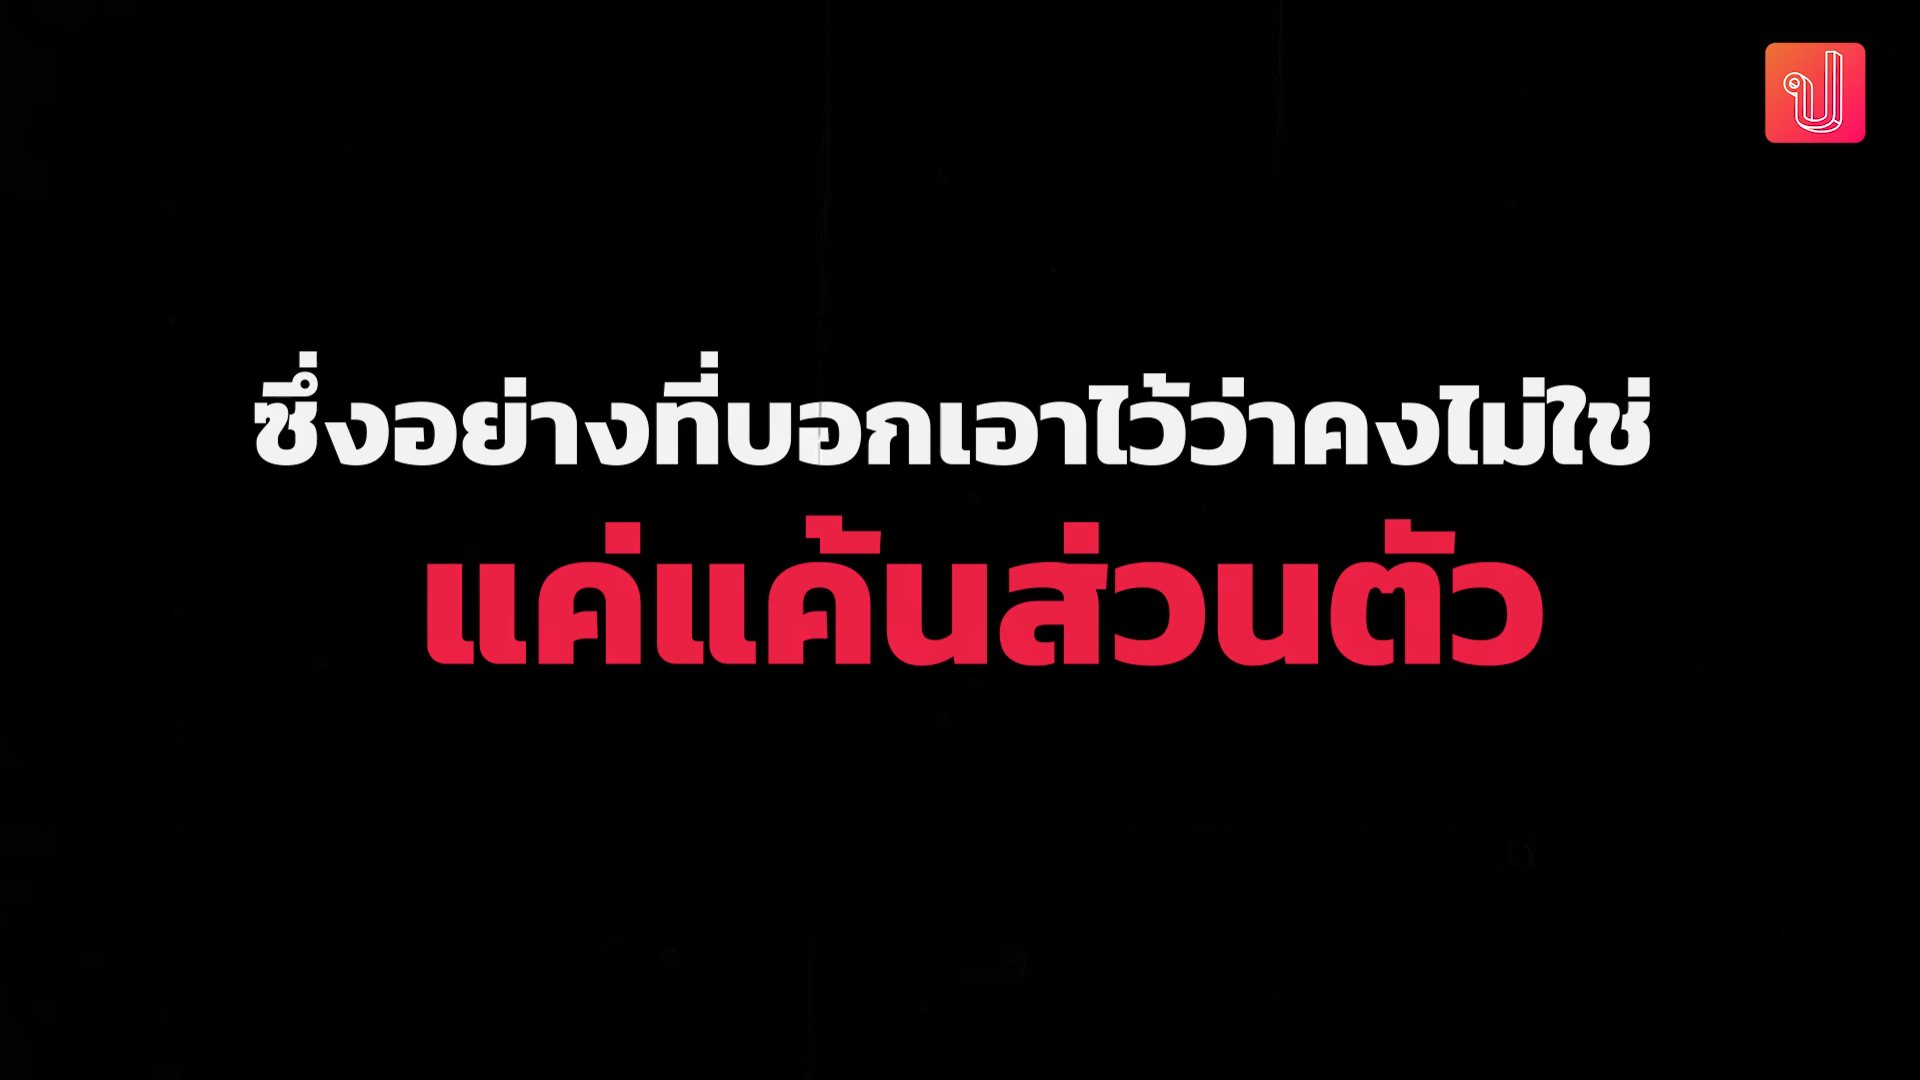 ป
ซึ่งอย่างที่บอกเอาไว้ว่าคงไม่ใช่
แค่แค้นส่วนตัว